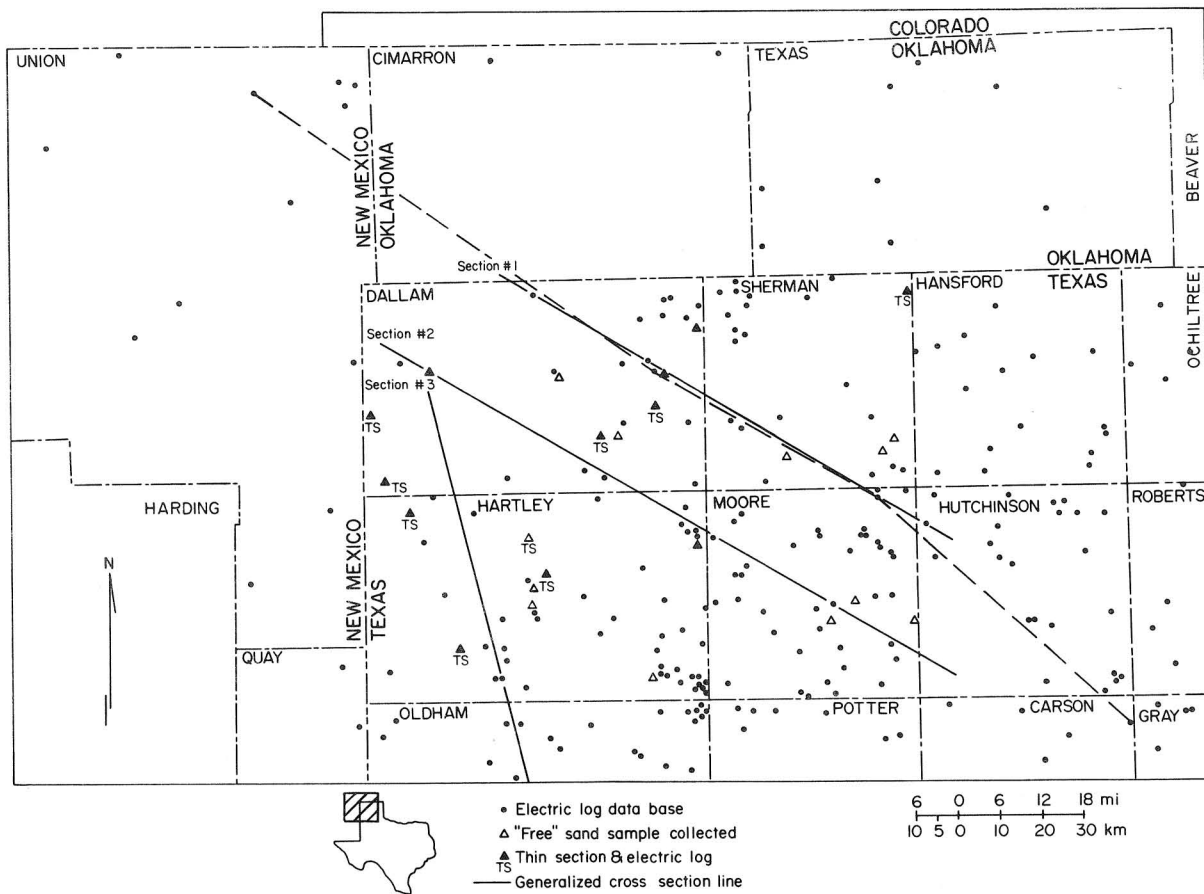 COLORADO
OKLAHOMA
UNION
CIMARRON
TEXAS
NEW MEXICO
OKLAHOMA
BEAVER
Section #1
OKLAHOMA
TEXAS
DALLAM
SHERMAN
HANSFORD
OCHILTREE
TS
Section #2
Section #3
TS
TS
TS
TS
HARDING
HARTLEY
MOORE
HUTCHINSON
ROBERTS
TS
TS
TS
N
NEW MEXICO
TEXAS
QUAY
TS
OLDHAM
POTTER
CARSON
GRAY
Electric log data base
"Free" sand sample collected
TS Thin section & electric log
Generalized cross section line
6 0 6 12 18 mi
10 5 0 10 20 30 km